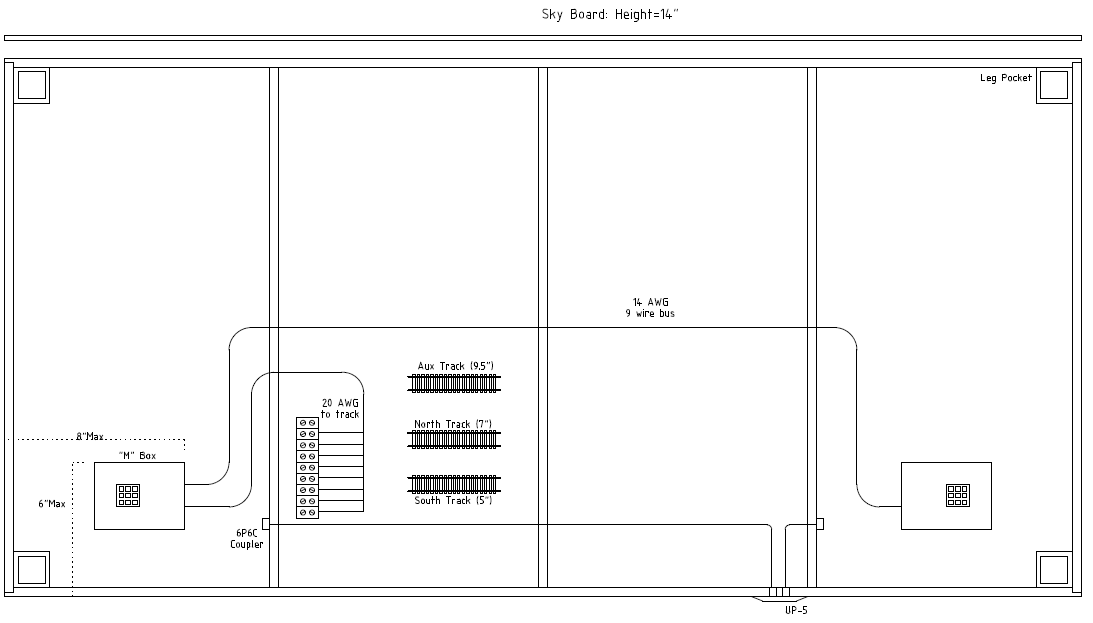 Sky Board: Height=14"
Leg Pocket
14 AWG
9 wire bus
Aux Track (9.5")
20 AWG
to track
North Track (7")
8"Max
"M" Box
6"Max
South Track (5")
6P6C
Coupler
UP-5